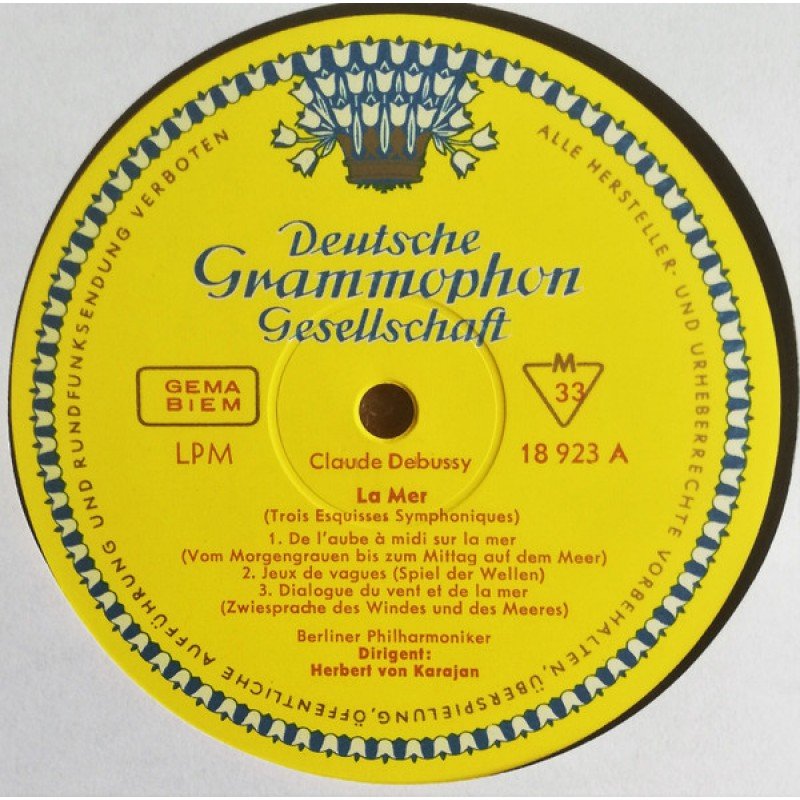 Deutsche
Grammophon
Gesellschaft
GEMA
BIEM
M
33
LPM
18 923 A
Claude Debussy
La Mer
(Trois Esquisses Symphoniques)
1. De l'aube à midi sur la mer
(Vom Morgengrauen bis zum Mittag auf dem Meer)
2. Jeux de vagues (Spiel der Wellen)
3. Dialogue du vent et de la mer
(Zwiesprache des Windes und des Meeres)
Berliner Philharmoniker
Dirigent:
Herbert von Karajan
ALLE HERSTELLER- UND URHEBERRECHTE VORBEHALTEN, ÜBERSPIELUNG, ÖFFENTLICHE AUFFÜHRUNG UND RUNDFUNKSENDUNG VERBOTEN